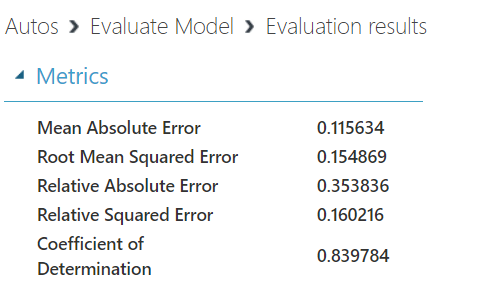 Autos > Evaluate Model > Evaluation results
Metrics
Mean Absolute Error 0.115634
Root Mean Squared Error 0.154869
Relative Absolute Error 0.353836
Relative Squared Error 0.160216
Coefficient of
Determination 0.839784